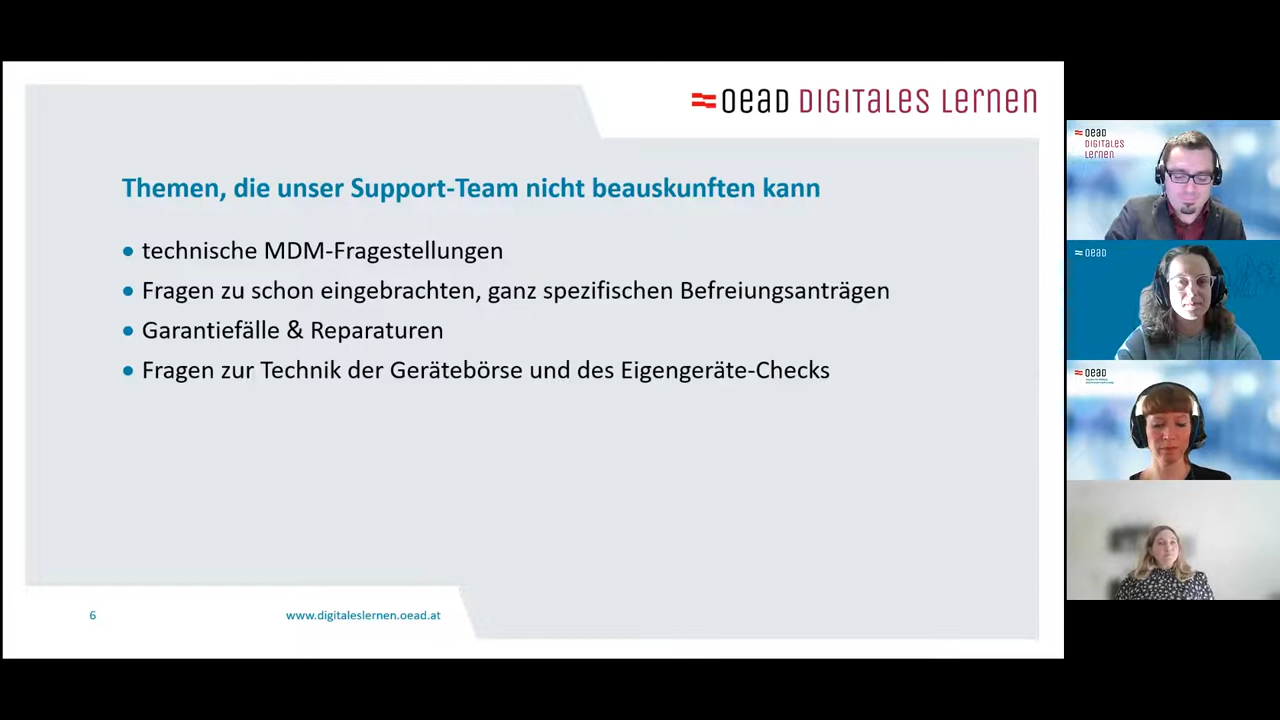 OeAD DIGITALES Lernen
Themen, die unser Support-Team nicht beauskunften kann
• technische MDM-Fragestellungen
• Fragen zu schon eingebrachten, ganz spezifischen Befreiungsanträgen
• Garantiefälle & Reparaturen
• Fragen zur Technik der Gerätebörse und des Eigengeräte-Checks
6
www.digitaleslernen.oead.at
OeAD
DIGITALES
Lernen
OeAD
OeAD